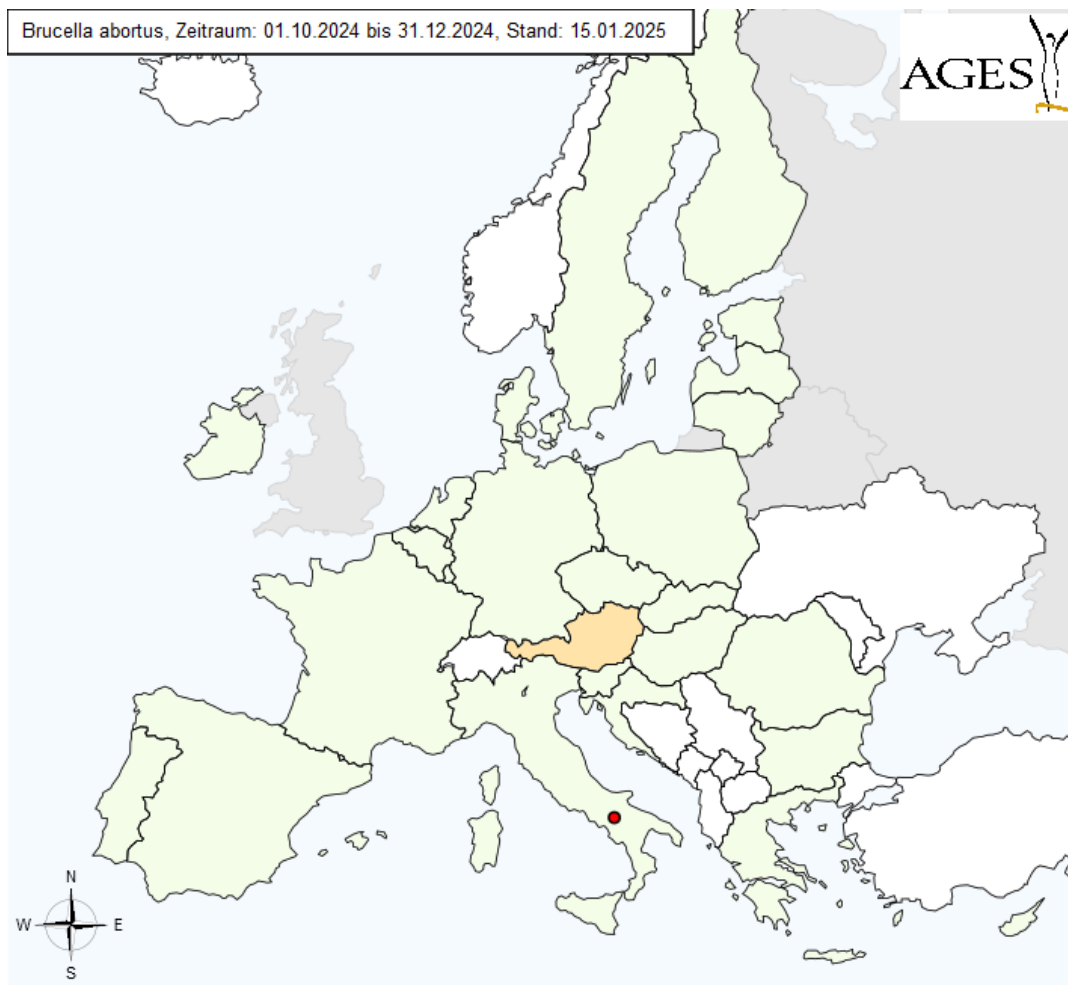 Brucella abortus, Zeitraum: 01.10.2024 bis 31.12.2024, Stand: 15.01.2025
AGES
N
W
E
S